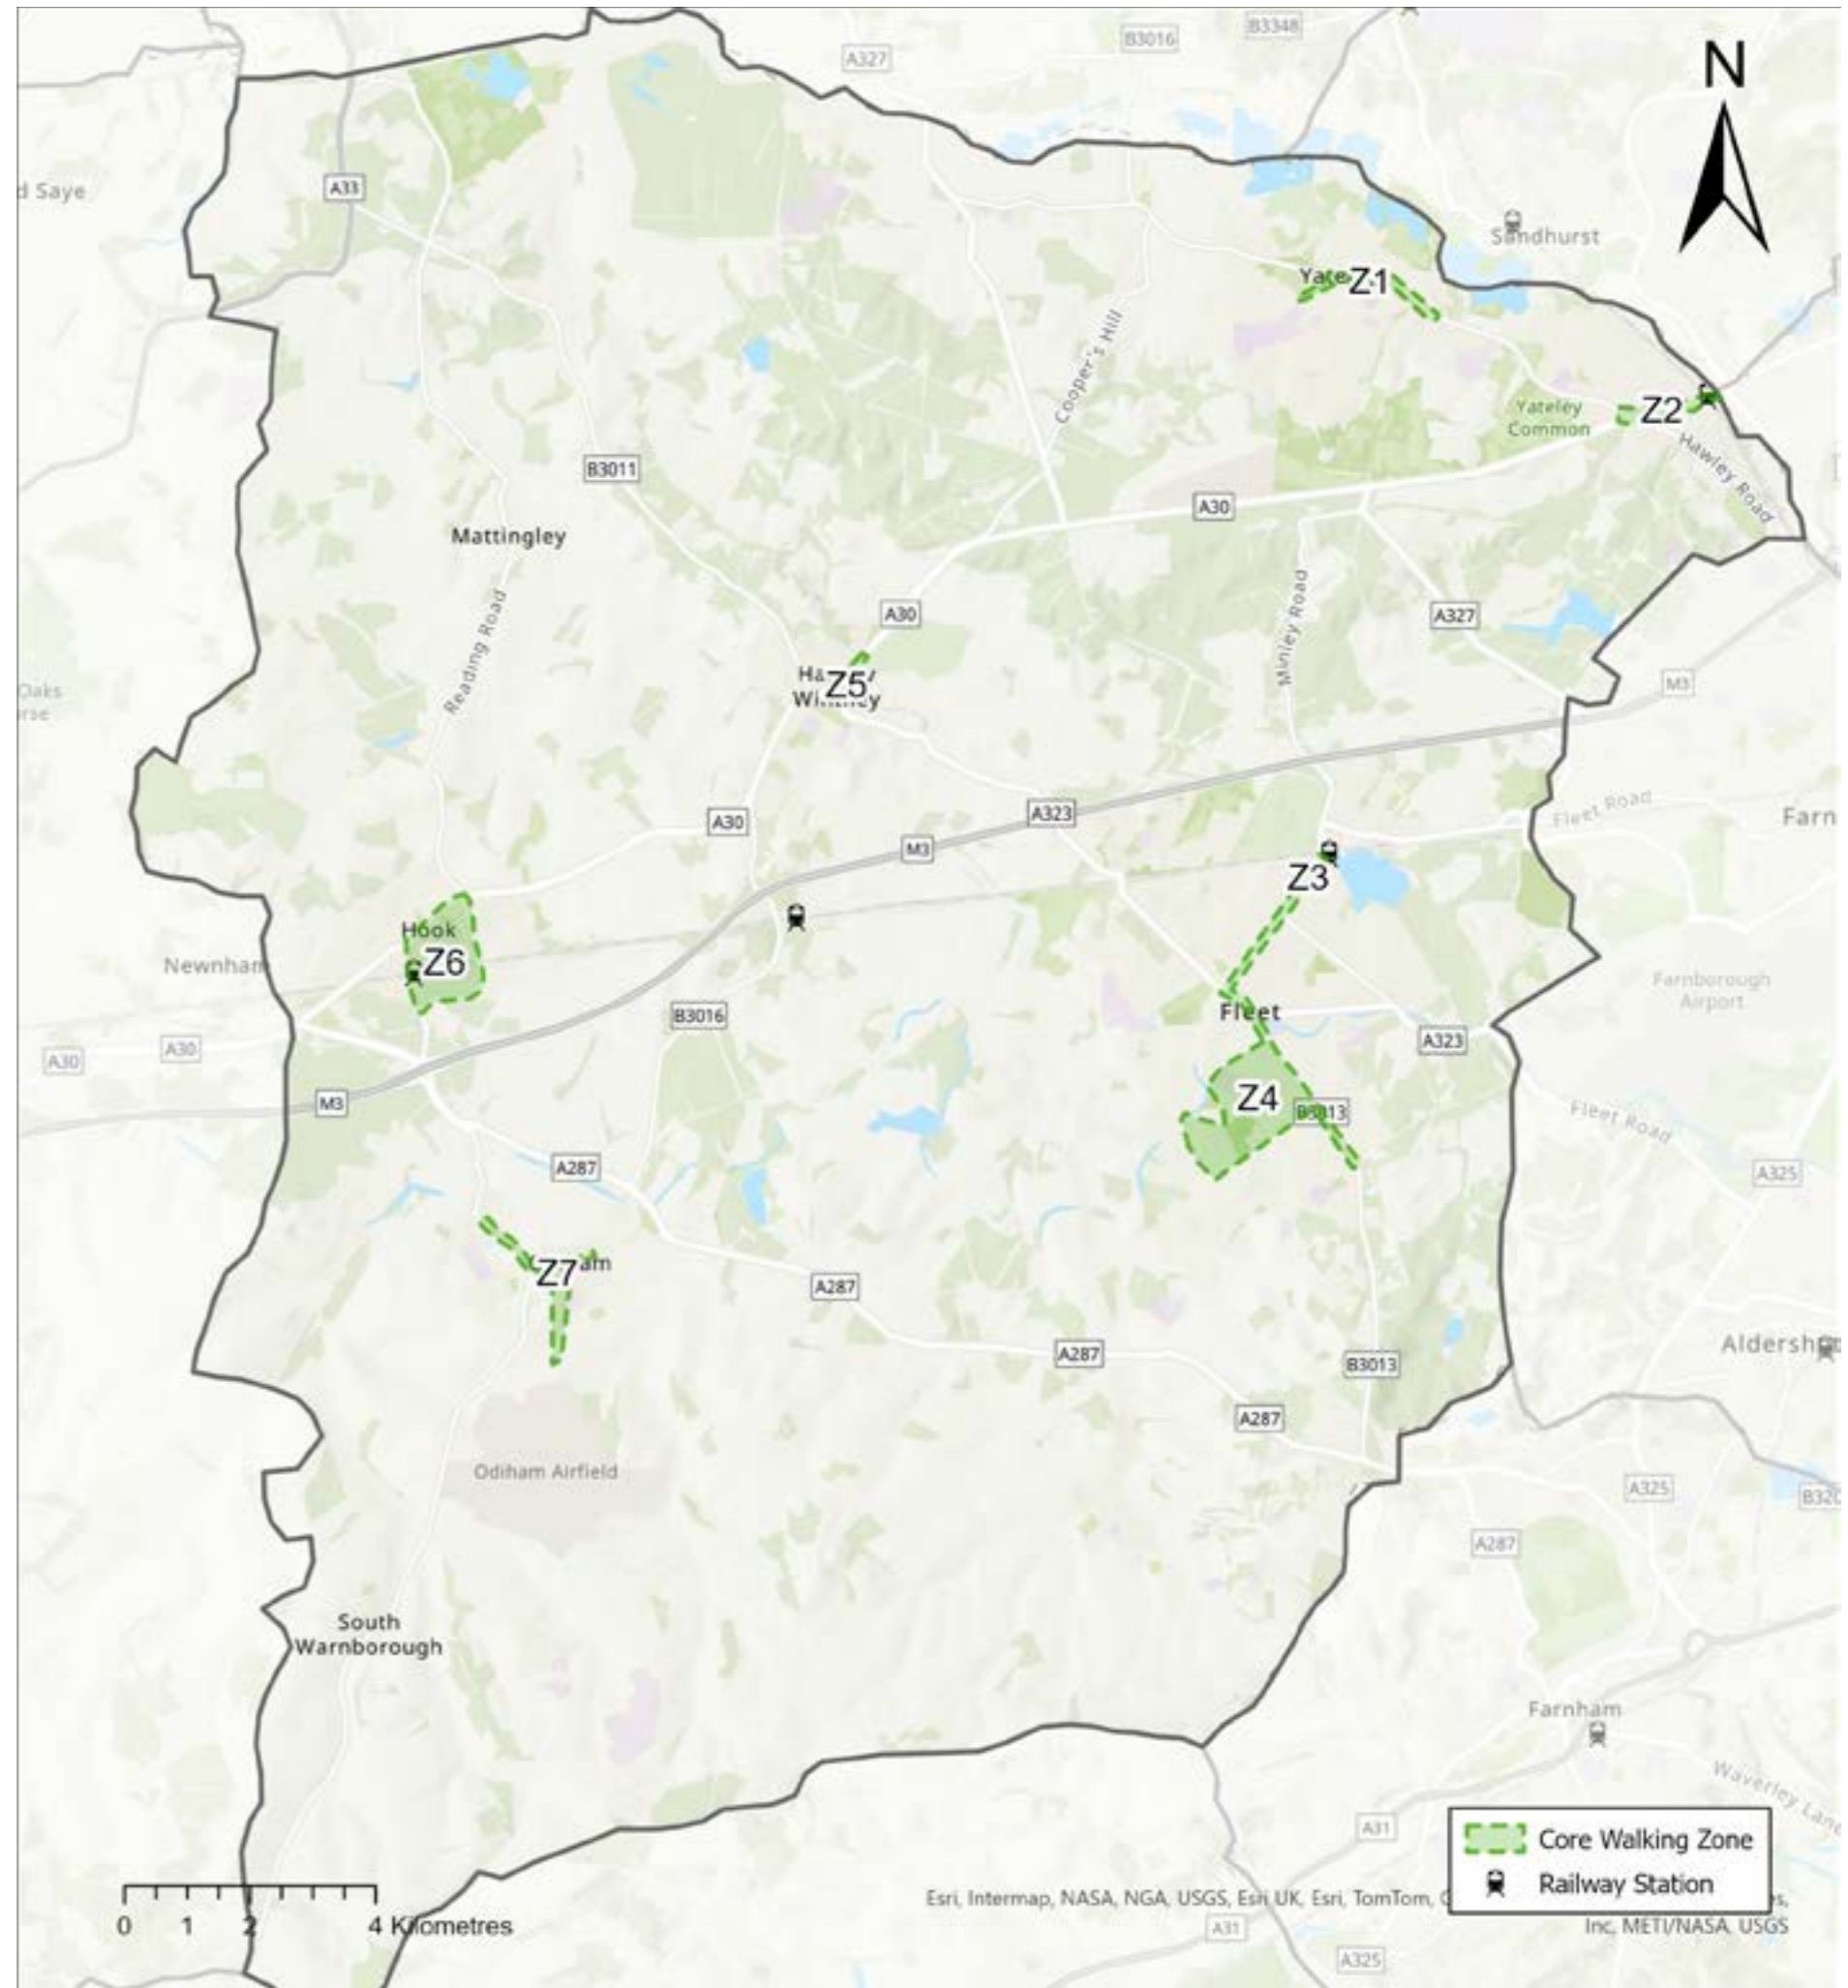 B3348
B3016
A327
N
d Saye
A33
Sandhurst
Z1
Cooper's Hill
Yateley
Common
Z2
Hawley Road
B3011
A30
Mattingley
Reading Road
A30
Minley Road
A327
Oaks
Z5
M3
A30
A323
M3
Fleet Road
Farn
Z3
Hook
Z6
Newnham
Farnborough
Airport
Fleet
B3016
A323
A30
A30
M3
Z4
B3013
Fleet Road
A287
A325
Z7
am
A287
A287
B3013
Aldersh
A287
Odiham Airfield
A325
B320
A287
South
Warnborough
Farnham
Waverley Lane
A31
Core Walking Zone
Railway Station
0 1 2 4 Kilometres
Esri, Intermap, NASA, NGA, USGS, Esri UK, Esri, TomTom,
Inc, METI/NASA, USGS
A31
A325